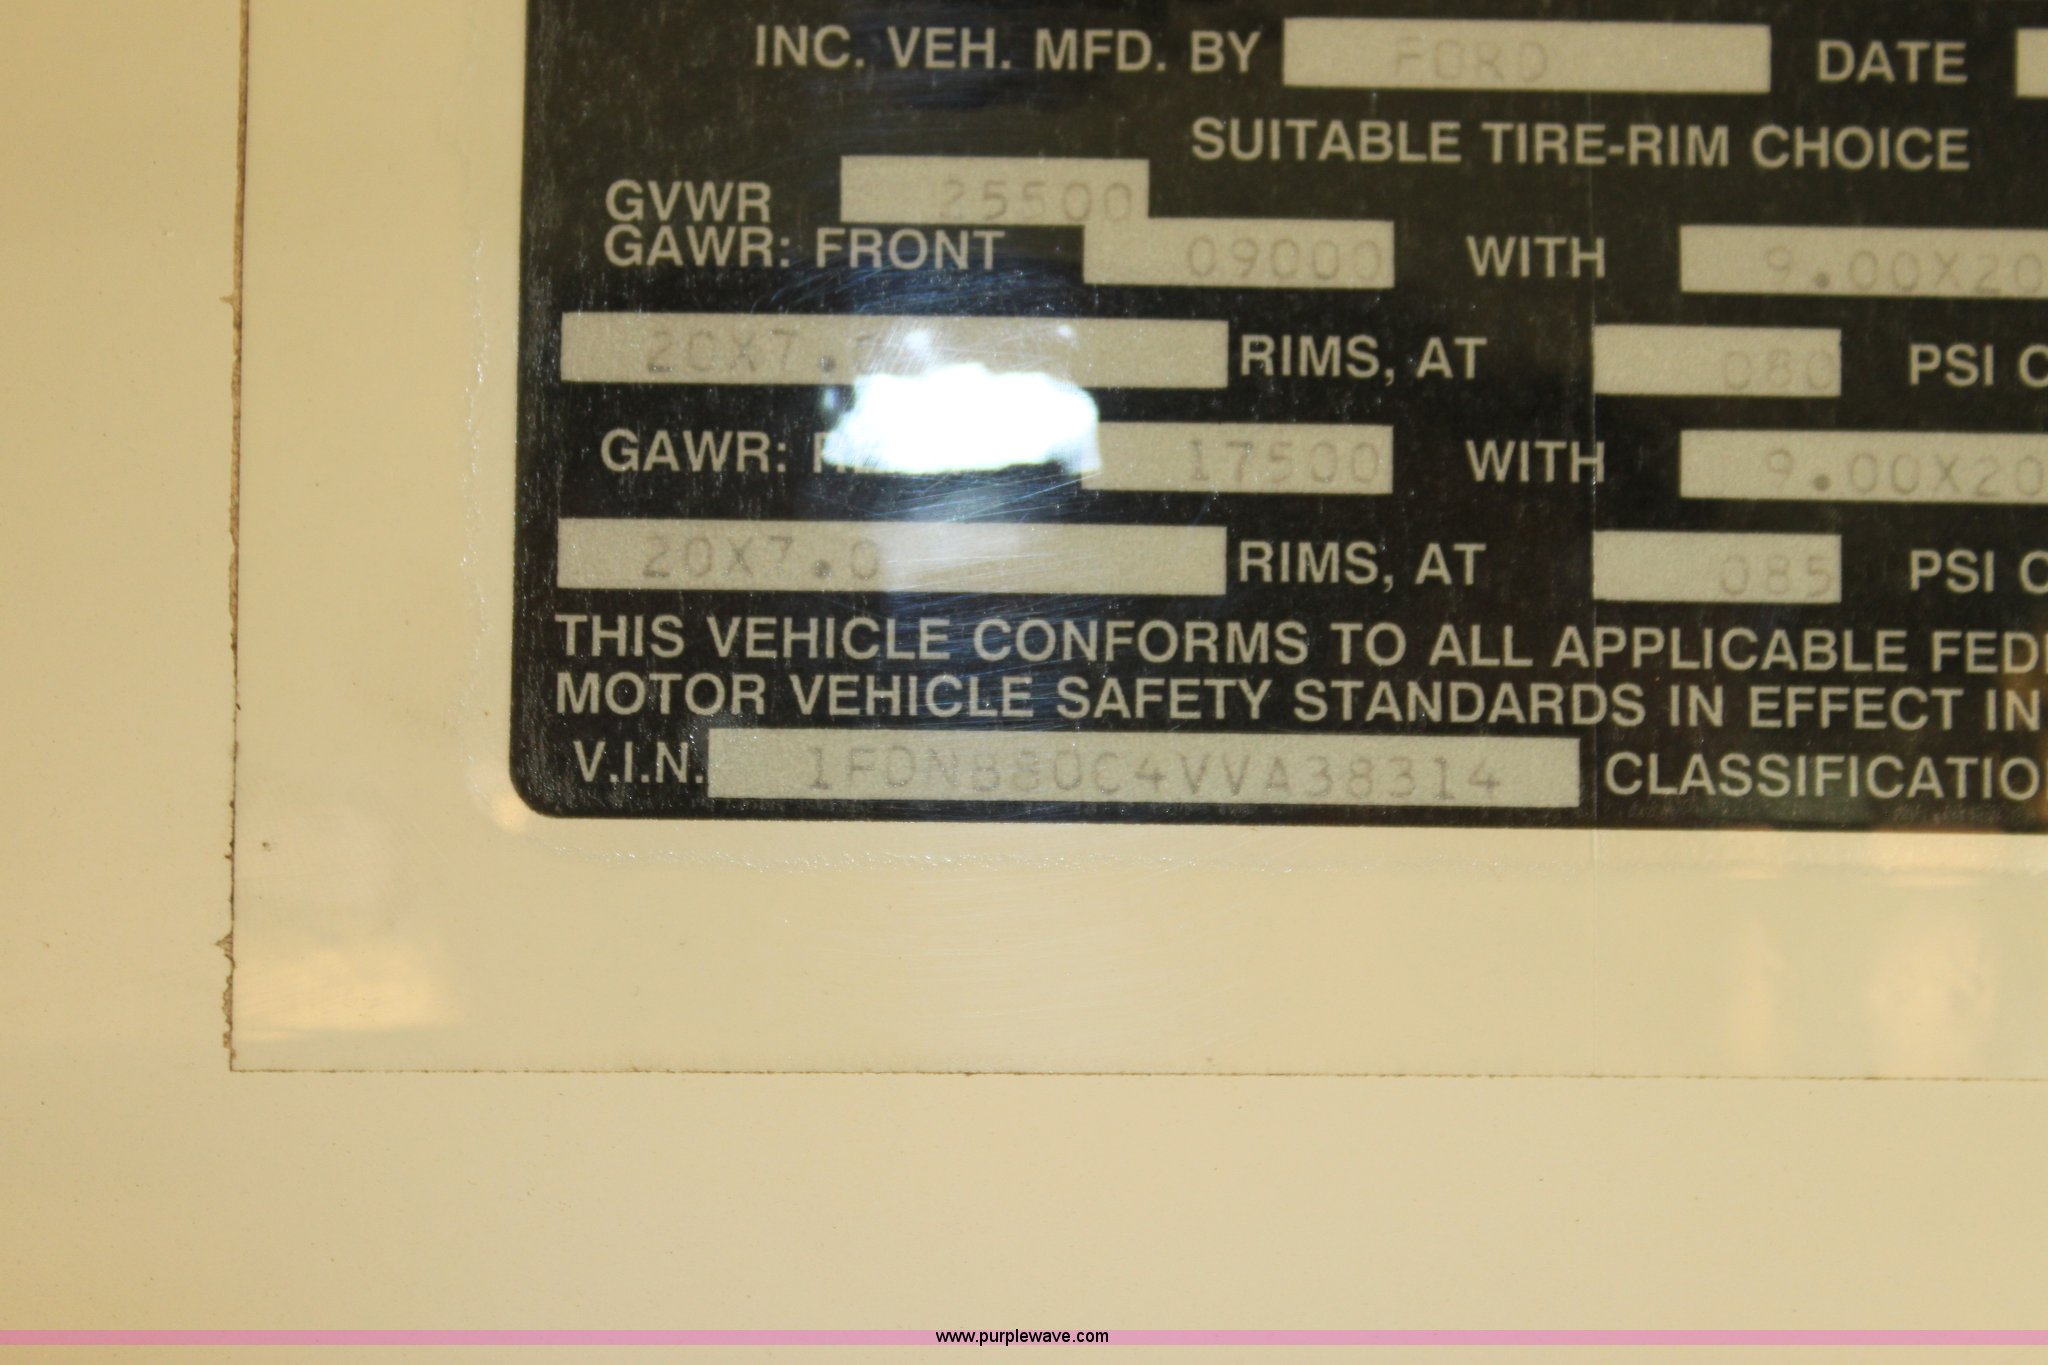 INC. VEH. MFD. BY FORD DATE
SUITABLE TIRE-RIM CHOICE
GVWR 25500
GAWR: FRONT 09000 WITH 9.00X20
20X7.0 RIMS, AT 080 PSI
GAWR: 17500 WITH 9.00X20
20X7.0 RIMS, AT 085 PSI
THIS VEHICLE CONFORMS TO ALL APPLICABLE FED
MOTOR VEHICLE SAFETY STANDARDS IN EFFECT IN
V.I.N. 1FDNB80C4VVA38314 CLASSIFICATIO
www.purplewave.com